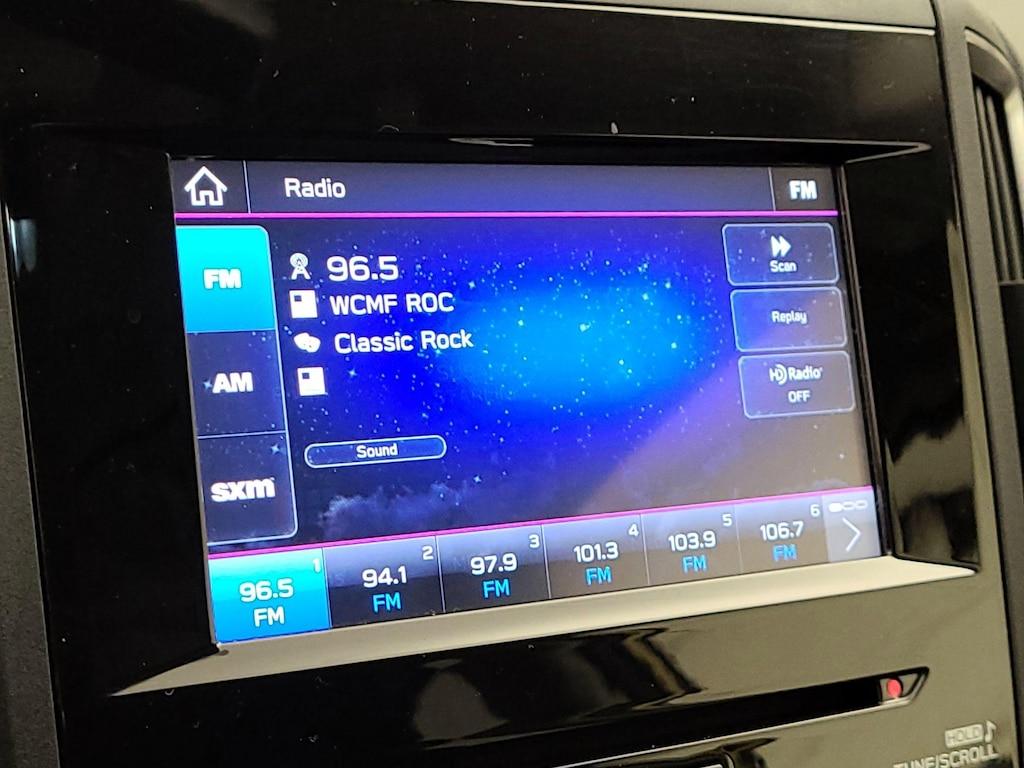 Radio
FM
FM
AM
sxm
96.5
WCMF ROC
Classic Rock
Sound
Scan
Replay
HD Radio
OFF
1
96.5
FM
2
94.1
FM
3
97.9
FM
4
101.3
FM
5
103.9
FM
6
106.7
FM
HOLD
TUNE/SCROLL